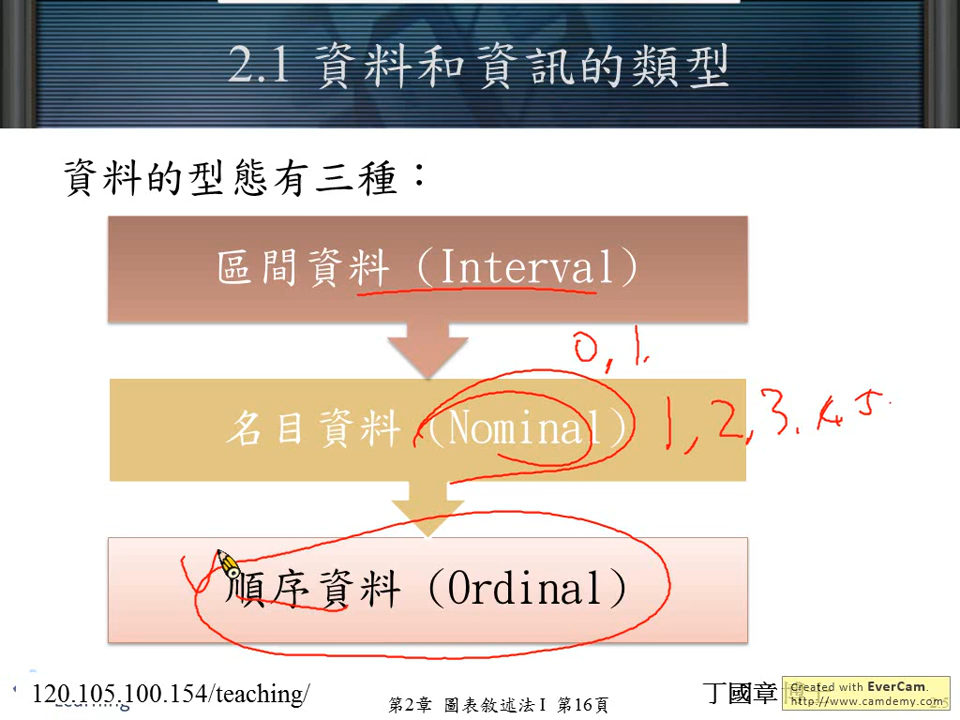 2.1 資料和資訊的類型
資料的型態有三種：
區間資料（Interval）
0, 1.
名目資料（Nominal）
1, 2, 3. 4, 5.
順序資料（Ordinal）
120.105.100.154/teaching/
Learning
第2章 圖表敘述法 I 第16頁
丁國章 博士
Created with EverCam.
http://www.camdemy.com